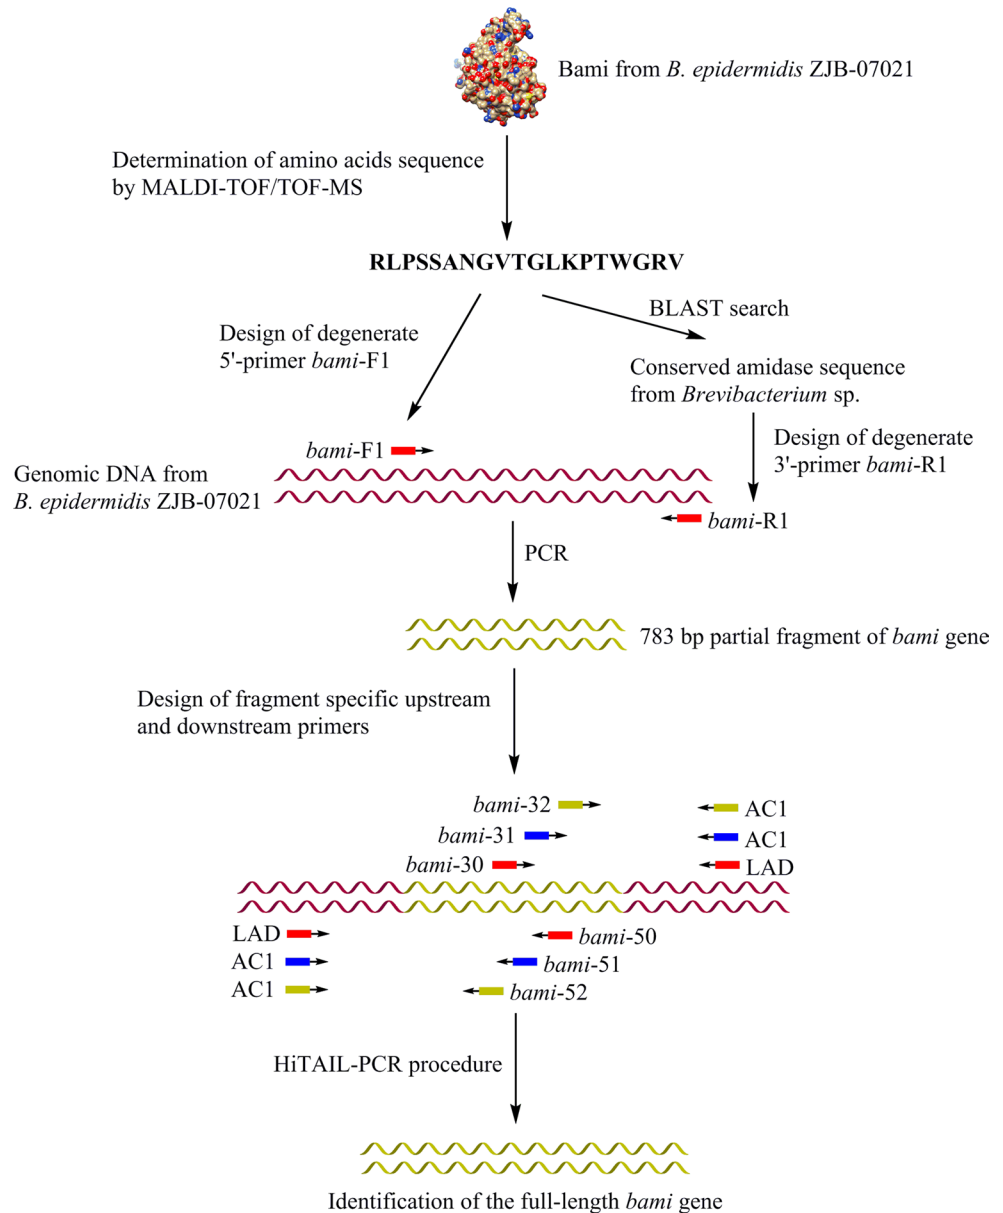 Bami from B. epidermidis ZJB-07021
Determination of amino acids sequence
by MALDI-TOF/TOF-MS
RLPSSANGVTGLKPTWGRV
BLAST search
Design of degenerate
5'-primer bami-F1
Conserved amidase sequence
from Brevibacterium sp.
Design of degenerate
3'-primer bami-R1
bami-F1
Genomic DNA from
B. epidermidis ZJB-07021
bami-R1
PCR
783 bp partial fragment of bami gene
Design of fragment specific upstream
and downstream primers
bami-32
AC1
bami-31
AC1
bami-30
LAD
LAD
bami-50
AC1
bami-51
AC1
bami-52
HiTAIL-PCR procedure
Identification of the full-length bami gene